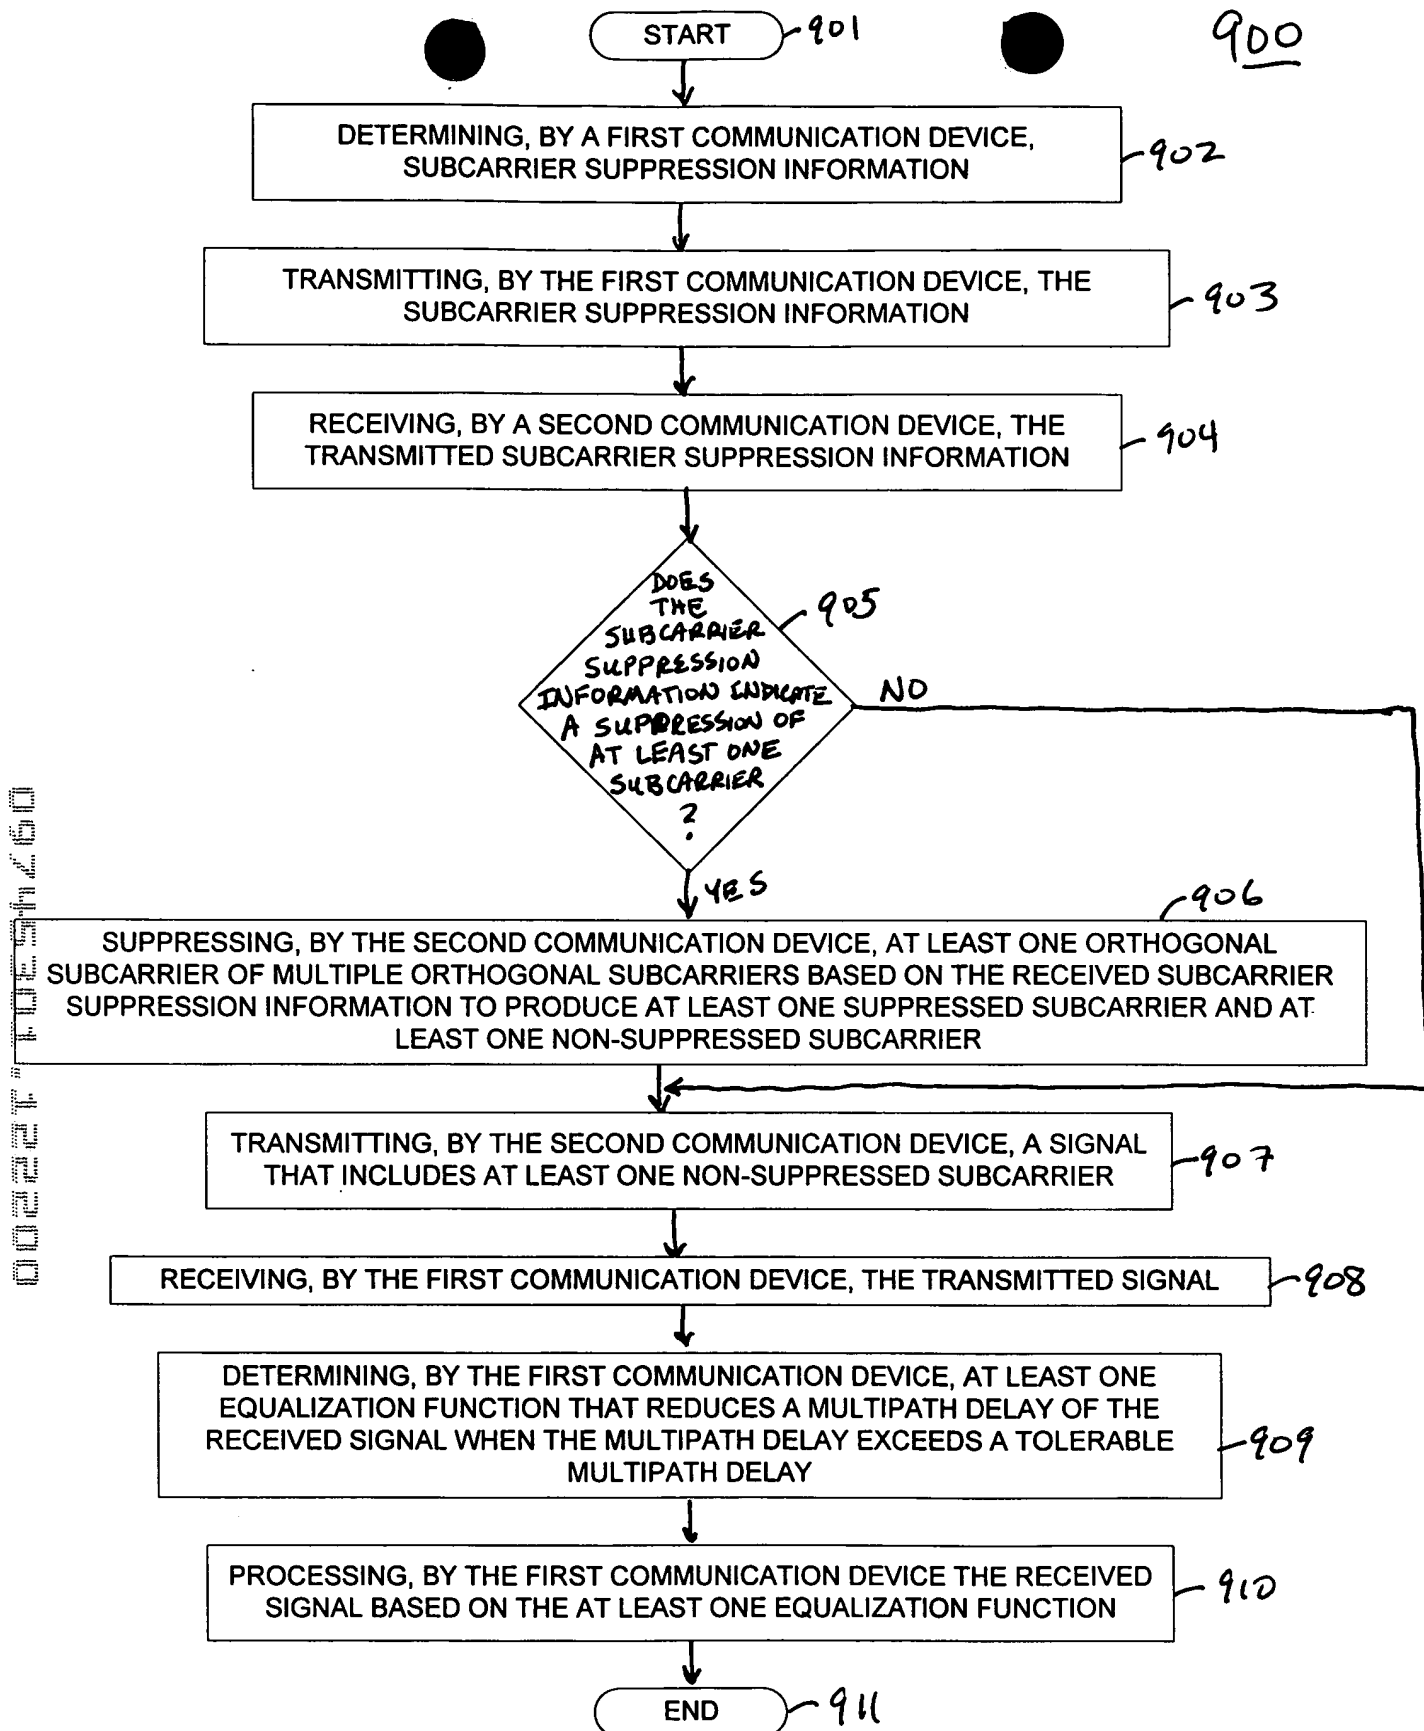 START
901
900
DETERMINING, BY A FIRST COMMUNICATION DEVICE,
SUBCARRIER SUPPRESSION INFORMATION
902
TRANSMITTING, BY THE FIRST COMMUNICATION DEVICE, THE
SUBCARRIER SUPPRESSION INFORMATION
903
RECEIVING, BY A SECOND COMMUNICATION DEVICE, THE
TRANSMITTED SUBCARRIER SUPPRESSION INFORMATION
904
DOES
THE
SUBCARRIER
SUPPRESSION
INFORMATION INDICATE
A SUPPRESSION OF
AT LEAST ONE
SUBCARRIER
?
905
NO
YES
906
SUPPRESSING, BY THE SECOND COMMUNICATION DEVICE, AT LEAST ONE ORTHOGONAL
SUBCARRIER OF MULTIPLE ORTHOGONAL SUBCARRIERS BASED ON THE RECEIVED SUBCARRIER
SUPPRESSION INFORMATION TO PRODUCE AT LEAST ONE SUPPRESSED SUBCARRIER AND AT
LEAST ONE NON-SUPPRESSED SUBCARRIER
TRANSMITTING, BY THE SECOND COMMUNICATION DEVICE, A SIGNAL
THAT INCLUDES AT LEAST ONE NON-SUPPRESSED SUBCARRIER
907
RECEIVING, BY THE FIRST COMMUNICATION DEVICE, THE TRANSMITTED SIGNAL
908
DETERMINING, BY THE FIRST COMMUNICATION DEVICE, AT LEAST ONE
EQUALIZATION FUNCTION THAT REDUCES A MULTIPATH DELAY OF THE
RECEIVED SIGNAL WHEN THE MULTIPATH DELAY EXCEEDS A TOLERABLE
MULTIPATH DELAY
909
PROCESSING, BY THE FIRST COMMUNICATION DEVICE THE RECEIVED
SIGNAL BASED ON THE AT LEAST ONE EQUALIZATION FUNCTION
910
END
911